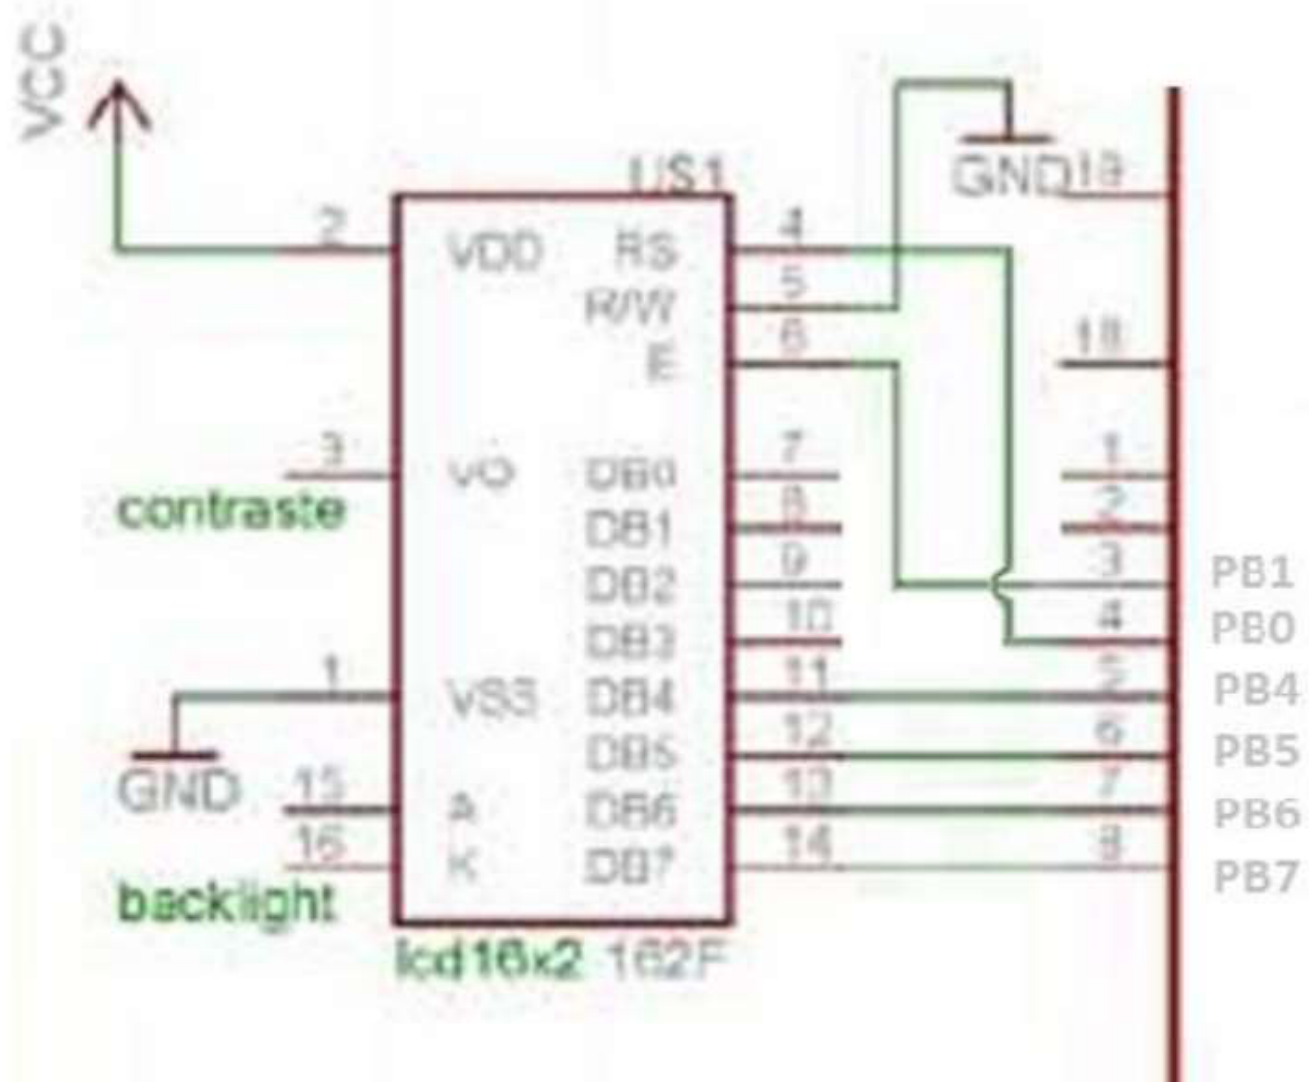 VCC
US1
GND 19
2 VDD RS 4
R/W 5
E 6
18
3 VO DB0 7 1
contraste
DB1 8 2
DB2 9 3 PB1
DB3 10 4 PB0
1 VSS DB4 11 5 PB4
DB5 12 6 PB5
GND
15 A DB6 13 7 PB6
16 K DB7 14 8 PB7
backlight
lcd16x2 162F